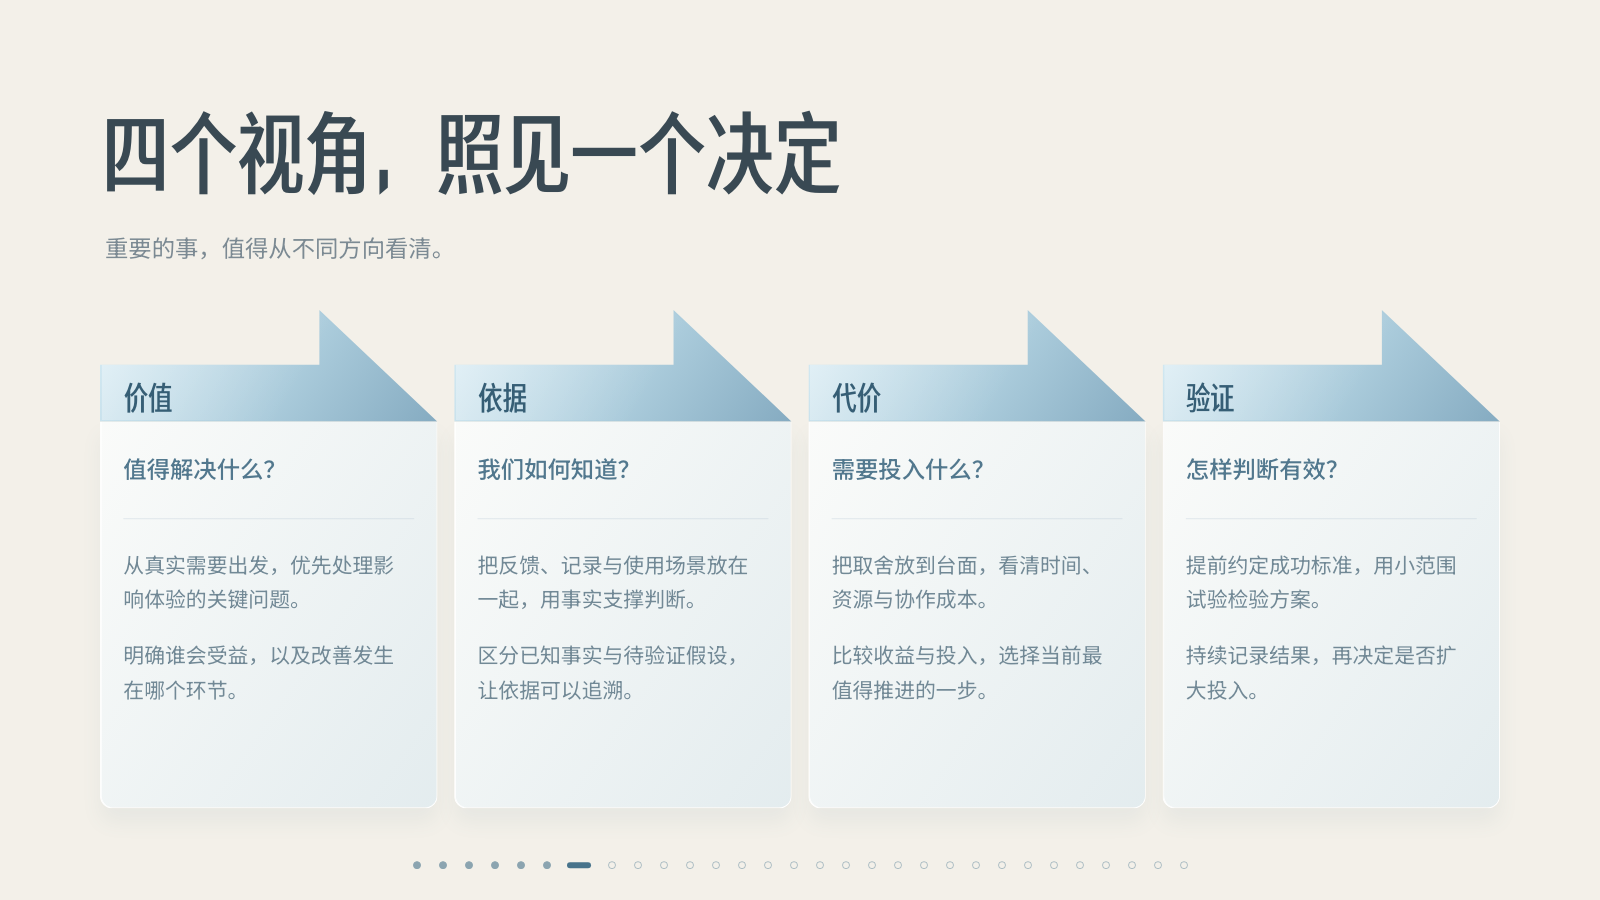 四个视角，照见一个决定
重要的事，值得从不同方向看清。
价值
值得解决什么？
从真实需要出发，优先处理影
响体验的关键问题。
明确谁会受益，以及改善发生
在哪个环节。
依据
我们如何知道？
把反馈、记录与使用场景放在
一起，用事实支撑判断。
区分已知事实与待验证假设，
让依据可以追溯。
代价
需要投入什么？
把取舍放到台面，看清时间、
资源与协作成本。
比较收益与投入，选择当前最
值得推进的一步。
验证
怎样判断有效？
提前约定成功标准，用小范围
试验检验方案。
持续记录结果，再决定是否扩
大投入。